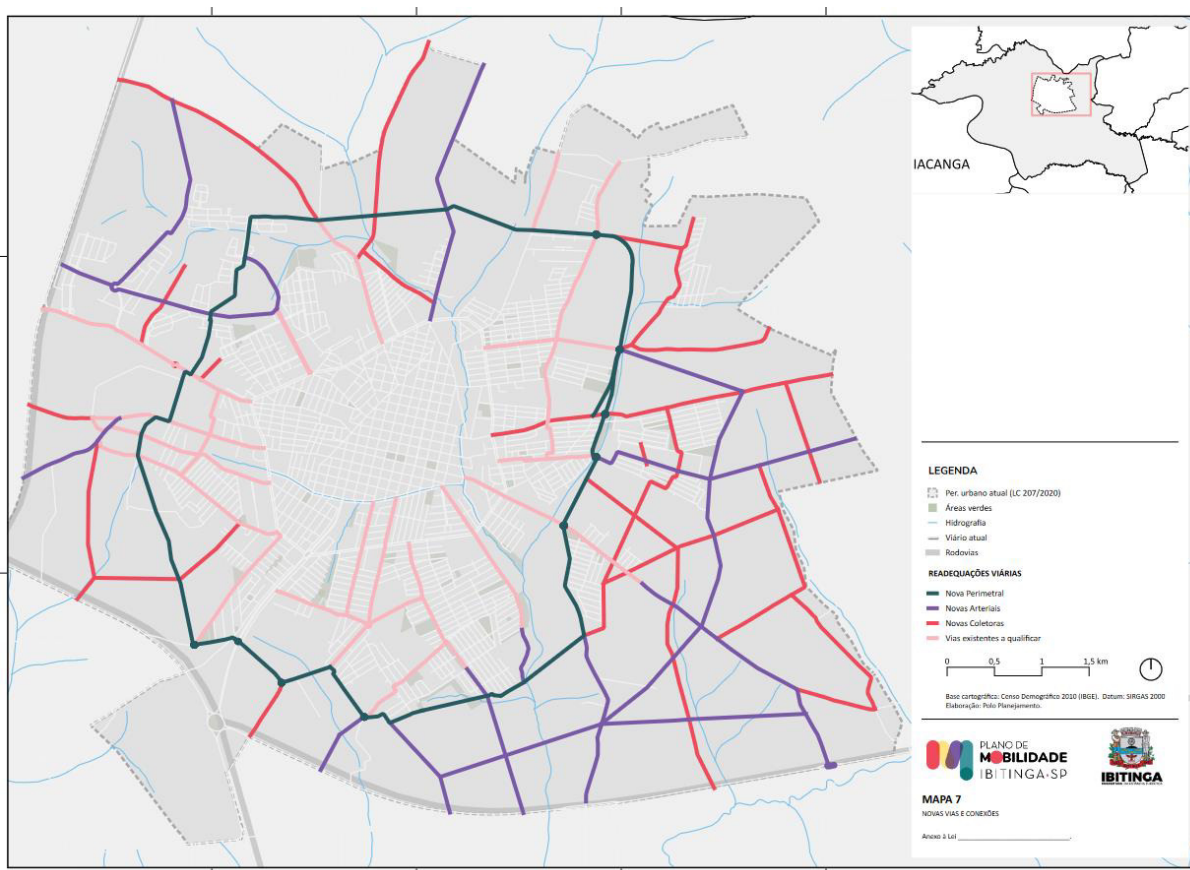 IACANGA
LEGENDA
Per. urbano atual (LC 207/2020)
Áreas verdes
Hidrografia
Viário atual
Rodovias
READEQUAÇÕES VIÁRIAS
Nova Perimetral
Novas Arteriais
Novas Coletoras
Vias existentes a qualificar
0 0,5 1 1,5 km
Base cartográfica: Censo Demográfico 2010 (IBGE). Datum: SIRGAS 2000
Elaboração: Polo Planejamento.
PLANO DE
MOBILIDADE
IBITINGA•SP
IBITINGA
MAPA 7
NOVAS VIAS E CONEXÕES
Anexo à Lei ______________________________.